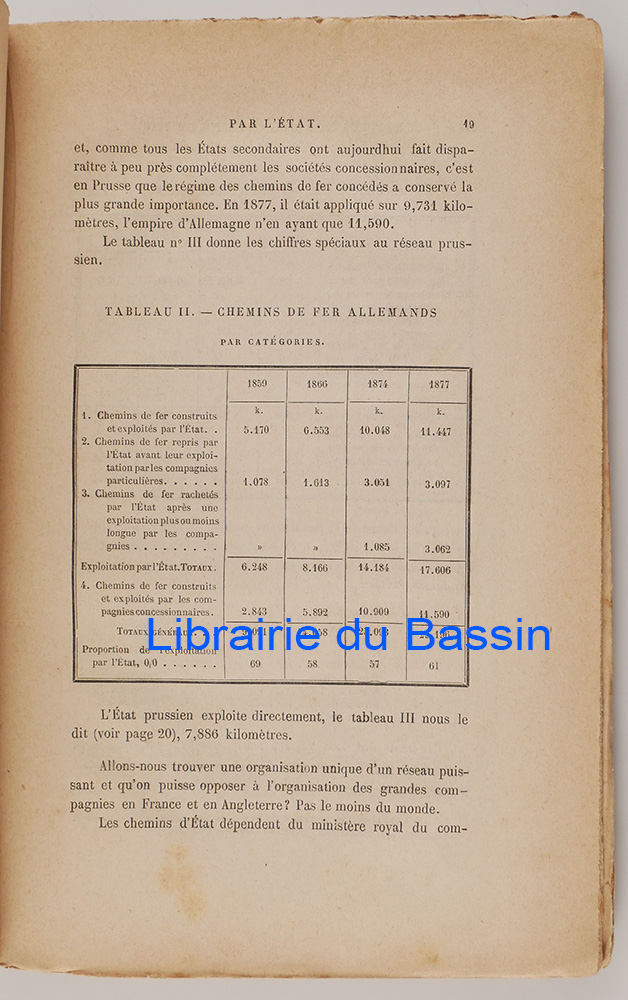 PAR L'ÉTAT. 19
et, comme tous les États secondaires ont aujourdhui fait dispa-
raître à peu près complétement les sociétés concessionnaires, c'est
en Prusse que le régime des chemins de fer concédés a conservé la
plus grande importance. En 1877, il était appliqué sur 9,731 kilo-
mètres, l'empire d'Allemagne n'en ayant que 11,590.
Le tableau nº III donne les chiffres spéciaux au réseau prus-
sien.
TABLEAU II. — CHEMINS DE FER ALLEMANDS
PAR CATÉGORIES.
1859 1866 1874 1877
k. k. k. k.
1. Chemins de fer construits
et exploités par l'État. . 5.170 6.553 10.048 11.447
2. Chemins de fer repris par
l'État avant leur exploi-
tation par les compagnies
particulières. . . . . . 1.078 1.613 3.051 3.097
3. Chemins de fer rachetés
par l'État après une
exploitation plus ou moins
longue par les compa-
gnies . . . . . . . . . » » 1.085 3.062
Exploitation par l'État. TOTAUX. 6.248 8.166 14.184 17.606
4. Chemins de fer construits
et exploités par les com-
pagnies concessionnaires. 2.843 5.892 10.909 11.590
TOTAUX GÉNÉRAUX
Librairie du Bassin
Proportion de l'exploitation
par l'État, 0/0 . . . . . . 69 58 57 61
L'État prussien exploite directement, le tableau III nous le
dit (voir page 20), 7,886 kilomètres.
Allons-nous trouver une organisation unique d'un réseau puis-
sant et qu'on puisse opposer à l'organisation des grandes com-
pagnies en France et en Angleterre? Pas le moins du monde.
Les chemins d'État dépendent du ministère royal du com-